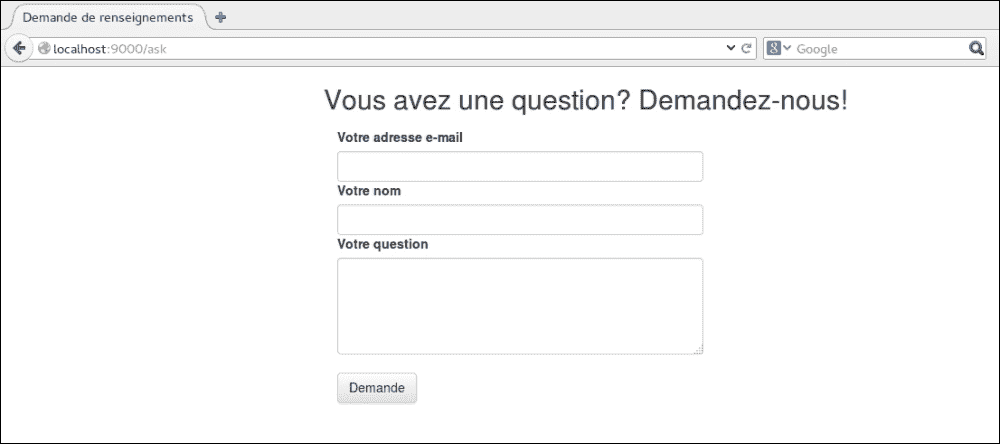 Demande de renseignements
localhost:9000/ask
Google
Vous avez une question? Demandez-nous!
Votre adresse e-mail
Votre nom
Votre question
Demande